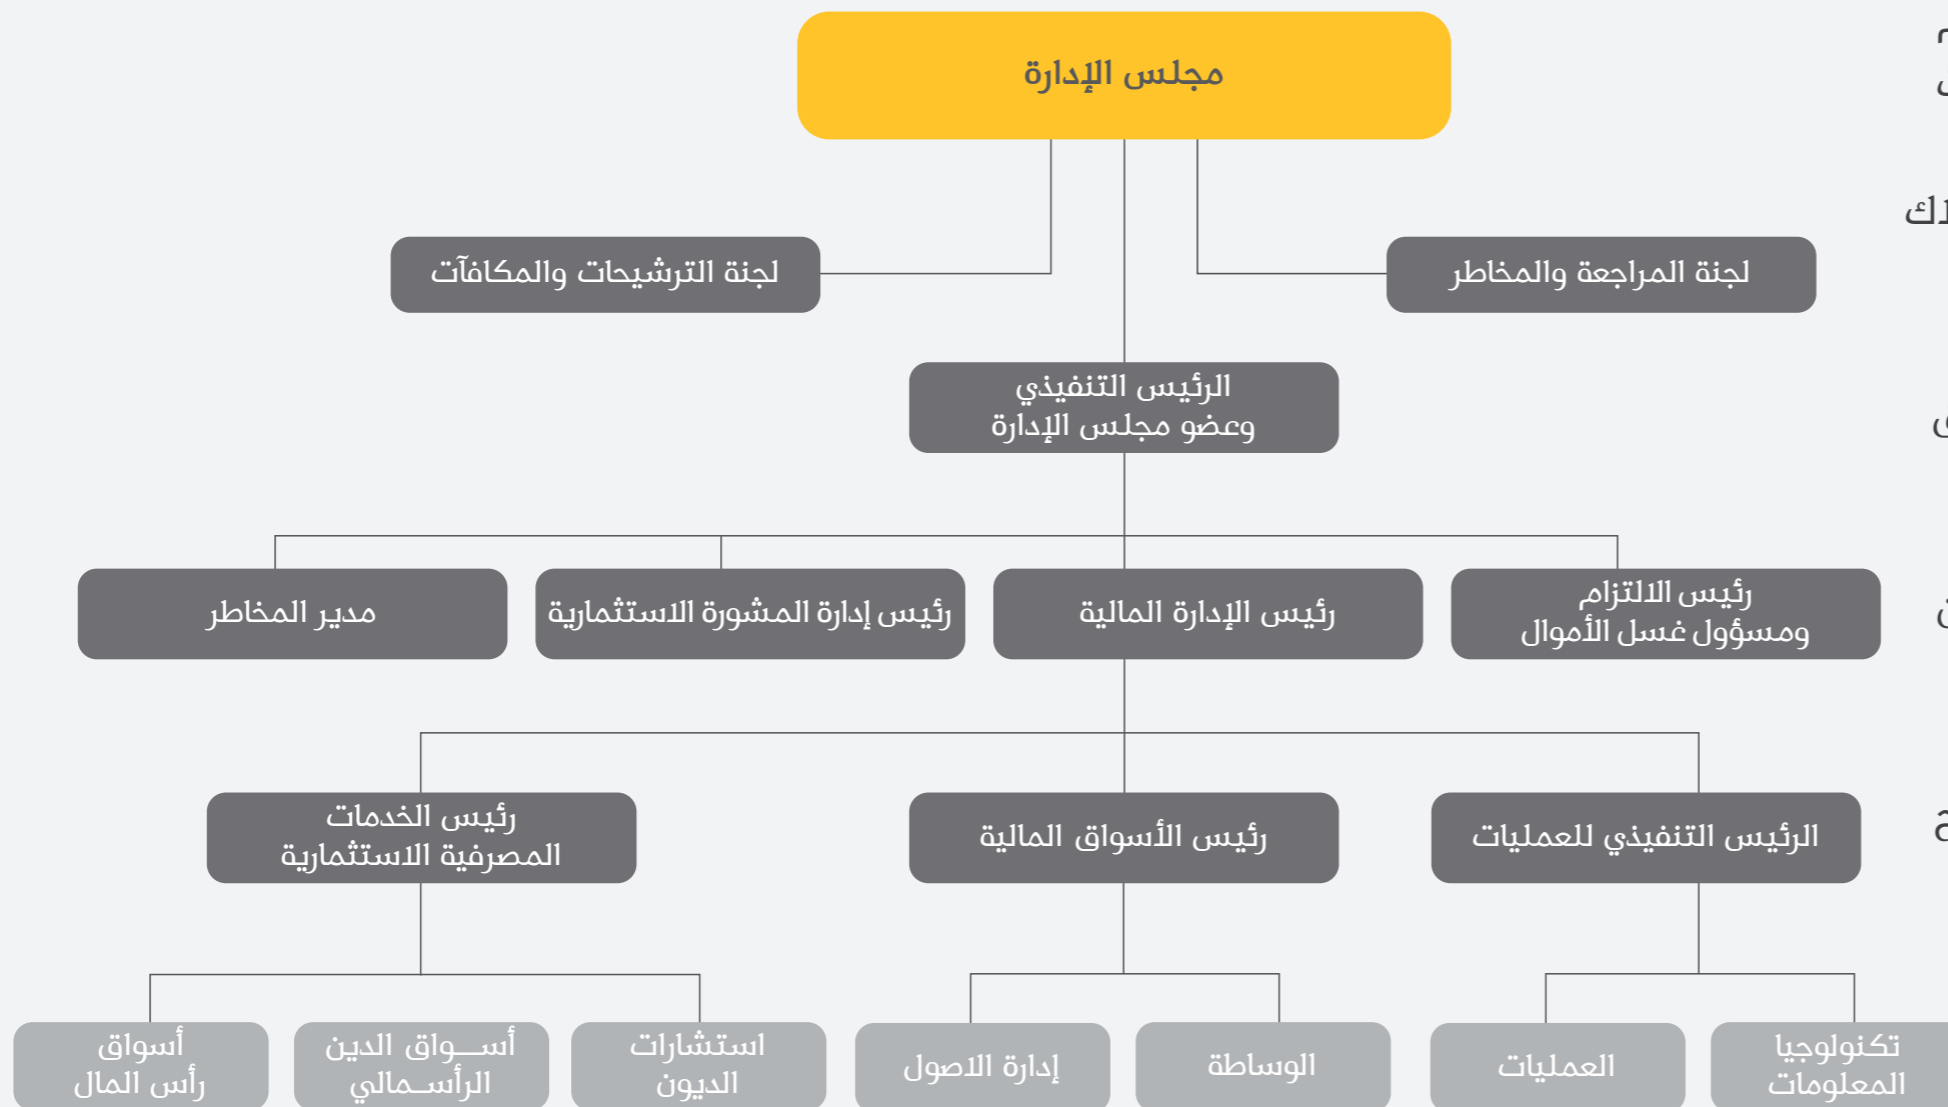 مجلس الإدارة
لجنة المراجعة والمخاطر
لجنة الترشيحات والمكافآت
الرئيس التنفيذي
وعضو مجلس الإدارة
رئيس الالتزام
ومسؤول غسل الأموال
رئيس الإدارة المالية
رئيس إدارة المشورة الاستثمارية
مدير المخاطر
الرئيس التنفيذي للعمليات
رئيس الأسواق المالية
رئيس الخدمات
المصرفية الاستثمارية
تكنولوجيا
المعلومات
العمليات
الوساطة
إدارة الاصول
استشارات
الديون
أســواق الدين
الرأســمالي
أسواق
رأس المال